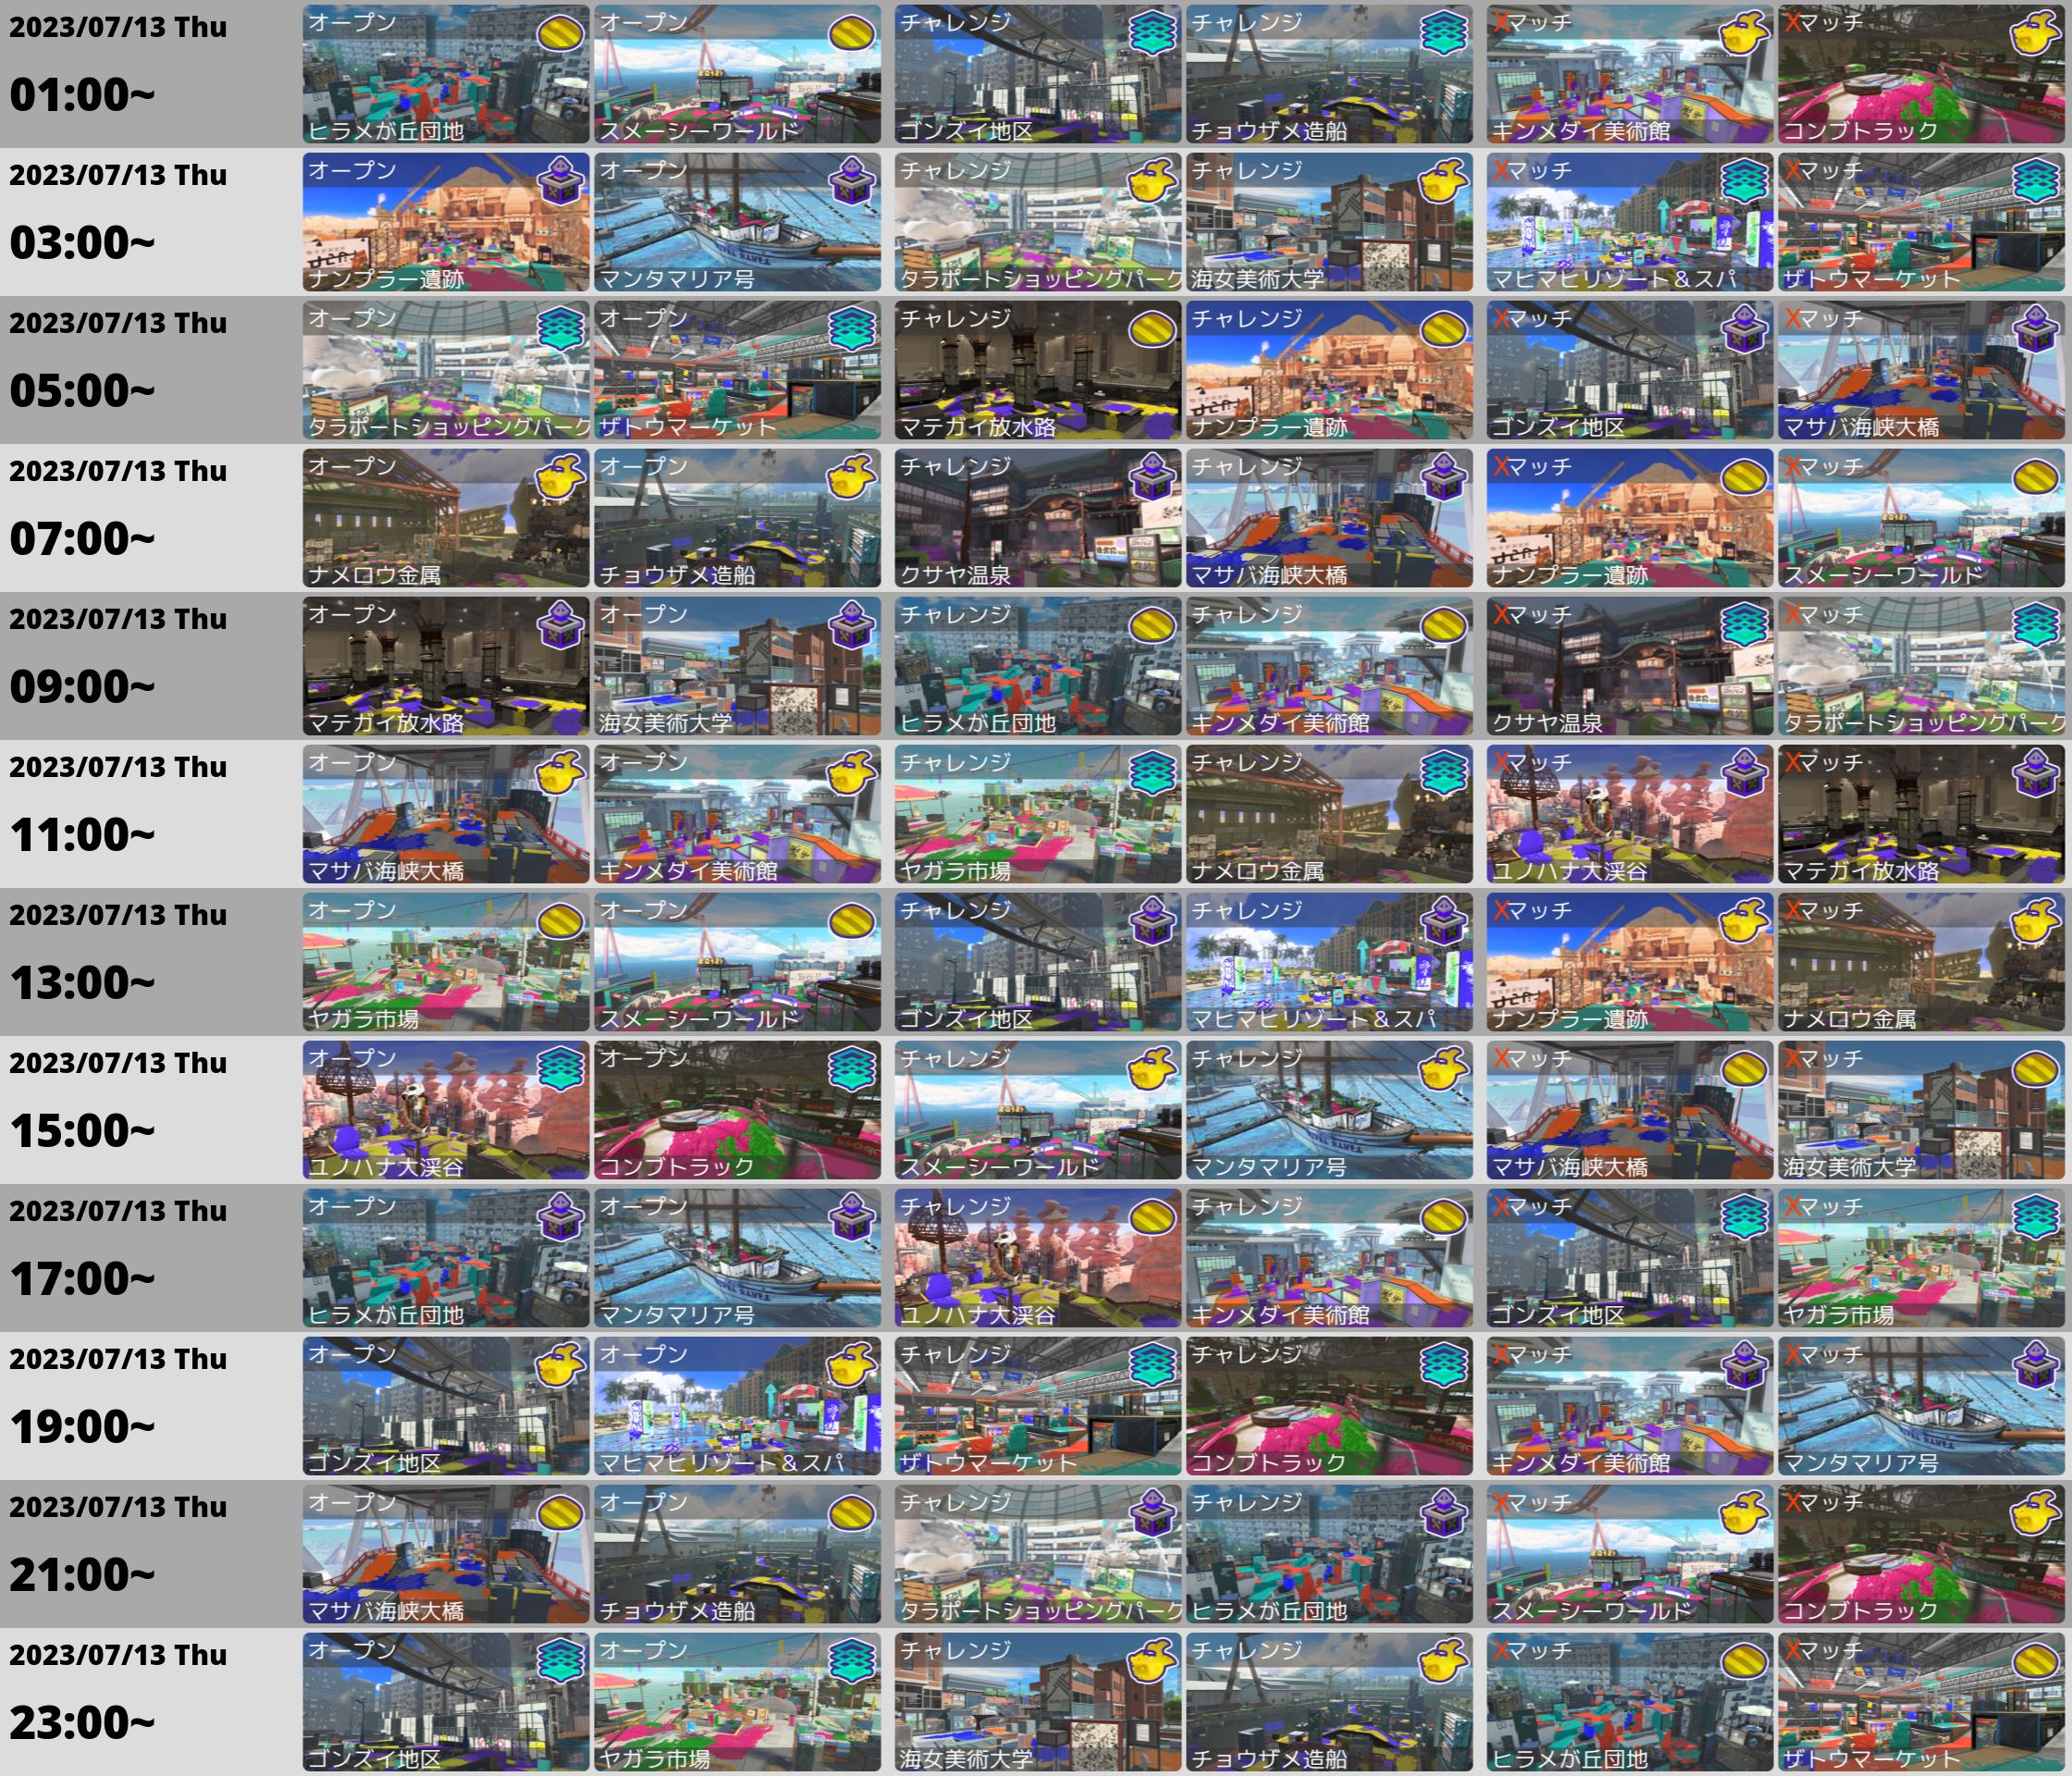 2023/07/13 Thu
01:00~
オープン
ヒラメが丘団地
オープン
スメーシーワールド
チャレンジ
ゴンズイ地区
チャレンジ
チョウザメ造船
Xマッチ
キンメダイ美術館
Xマッチ
コンブトラック
2023/07/13 Thu
03:00~
オープン
ナンプラー遺跡
オープン
マンタマリア号
チャレンジ
タラポートショッピングパーク
チャレンジ
海女美術大学
Xマッチ
マヒマヒリゾート＆スパ
Xマッチ
ザトウマーケット
2023/07/13 Thu
05:00~
オープン
タラポートショッピングパーク
オープン
ザトウマーケット
チャレンジ
マテガイ放水路
チャレンジ
ナンプラー遺跡
Xマッチ
ゴンズイ地区
Xマッチ
マサバ海峡大橋
2023/07/13 Thu
07:00~
オープン
ナメロウ金属
オープン
チョウザメ造船
チャレンジ
クサヤ温泉
チャレンジ
マサバ海峡大橋
Xマッチ
ナンプラー遺跡
Xマッチ
スメーシーワールド
2023/07/13 Thu
09:00~
オープン
マテガイ放水路
オープン
海女美術大学
チャレンジ
ヒラメが丘団地
チャレンジ
キンメダイ美術館
Xマッチ
クサヤ温泉
Xマッチ
タラポートショッピングパーク
2023/07/13 Thu
11:00~
オープン
マサバ海峡大橋
オープン
キンメダイ美術館
チャレンジ
ヤガラ市場
チャレンジ
ナメロウ金属
Xマッチ
ユノハナ大渓谷
Xマッチ
マテガイ放水路
2023/07/13 Thu
13:00~
オープン
ヤガラ市場
オープン
スメーシーワールド
チャレンジ
ゴンズイ地区
チャレンジ
マヒマヒリゾート＆スパ
Xマッチ
ナンプラー遺跡
Xマッチ
ナメロウ金属
2023/07/13 Thu
15:00~
オープン
ユノハナ大渓谷
オープン
コンブトラック
チャレンジ
スメーシーワールド
チャレンジ
マンタマリア号
Xマッチ
マサバ海峡大橋
Xマッチ
海女美術大学
2023/07/13 Thu
17:00~
オープン
ヒラメが丘団地
オープン
マンタマリア号
チャレンジ
ユノハナ大渓谷
チャレンジ
キンメダイ美術館
Xマッチ
ゴンズイ地区
Xマッチ
ヤガラ市場
2023/07/13 Thu
19:00~
オープン
ゴンズイ地区
オープン
マヒマヒリゾート＆スパ
チャレンジ
ザトウマーケット
チャレンジ
コンブトラック
Xマッチ
キンメダイ美術館
Xマッチ
マンタマリア号
2023/07/13 Thu
21:00~
オープン
マサバ海峡大橋
オープン
チョウザメ造船
チャレンジ
タラポートショッピングパーク
チャレンジ
ヒラメが丘団地
Xマッチ
スメーシーワールド
Xマッチ
コンブトラック
2023/07/13 Thu
23:00~
オープン
ゴンズイ地区
オープン
ヤガラ市場
チャレンジ
海女美術大学
チャレンジ
チョウザメ造船
Xマッチ
ヒラメが丘団地
Xマッチ
ザトウマーケット